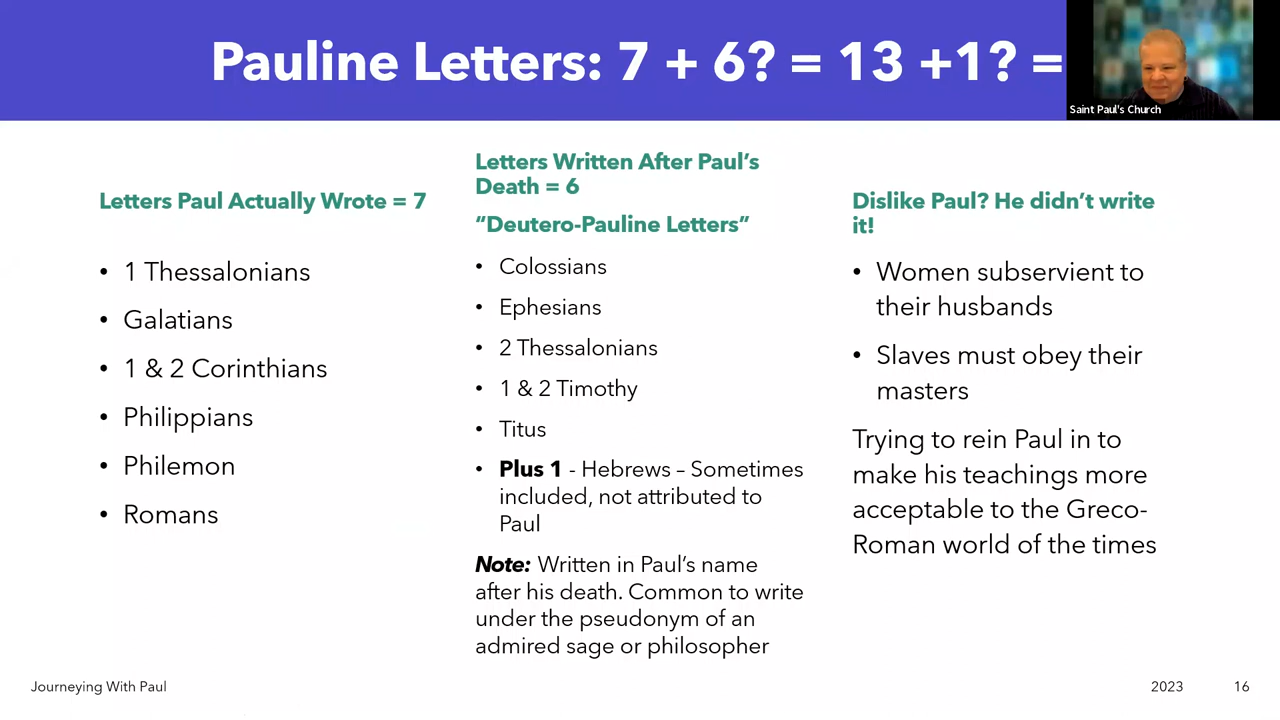 Pauline Letters: 7 + 6? = 13 +1? =
Saint Paul's Church
Letters Paul Actually Wrote = 7
• 1 Thessalonians
• Galatians
• 1 & 2 Corinthians
• Philippians
• Philemon
• Romans
Letters Written After Paul's
Death = 6
“Deutero-Pauline Letters”
• Colossians
• Ephesians
• 2 Thessalonians
• 1 & 2 Timothy
• Titus
• Plus 1 - Hebrews – Sometimes
included, not attributed to
Paul
Note: Written in Paul's name
after his death. Common to write
under the pseudonym of an
admired sage or philosopher
Dislike Paul? He didn't write
it!
• Women subservient to
their husbands
• Slaves must obey their
masters
Trying to rein Paul in to
make his teachings more
acceptable to the Greco-
Roman world of the times
Journeying With Paul
2023
16